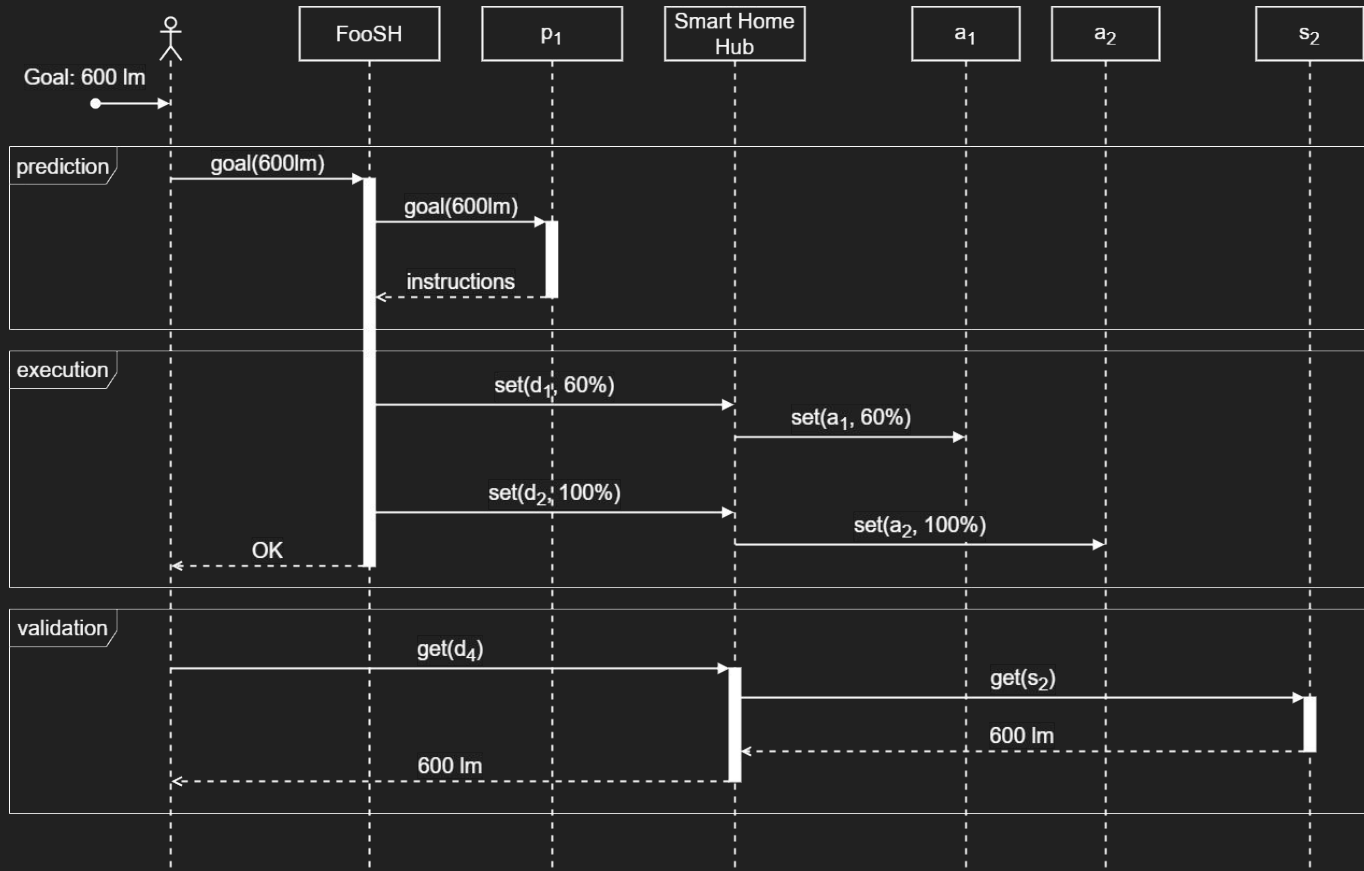 FooSH
p₁
Smart Home
Hub
a₁
a₂
s₂
Goal: 600 lm
prediction
goal(600lm)
goal(600lm)
instructions
execution
set(d₁, 60%)
set(a₁, 60%)
set(d₂, 100%)
set(a₂, 100%)
OK
validation
get(d₄)
get(s₂)
600 lm
600 lm